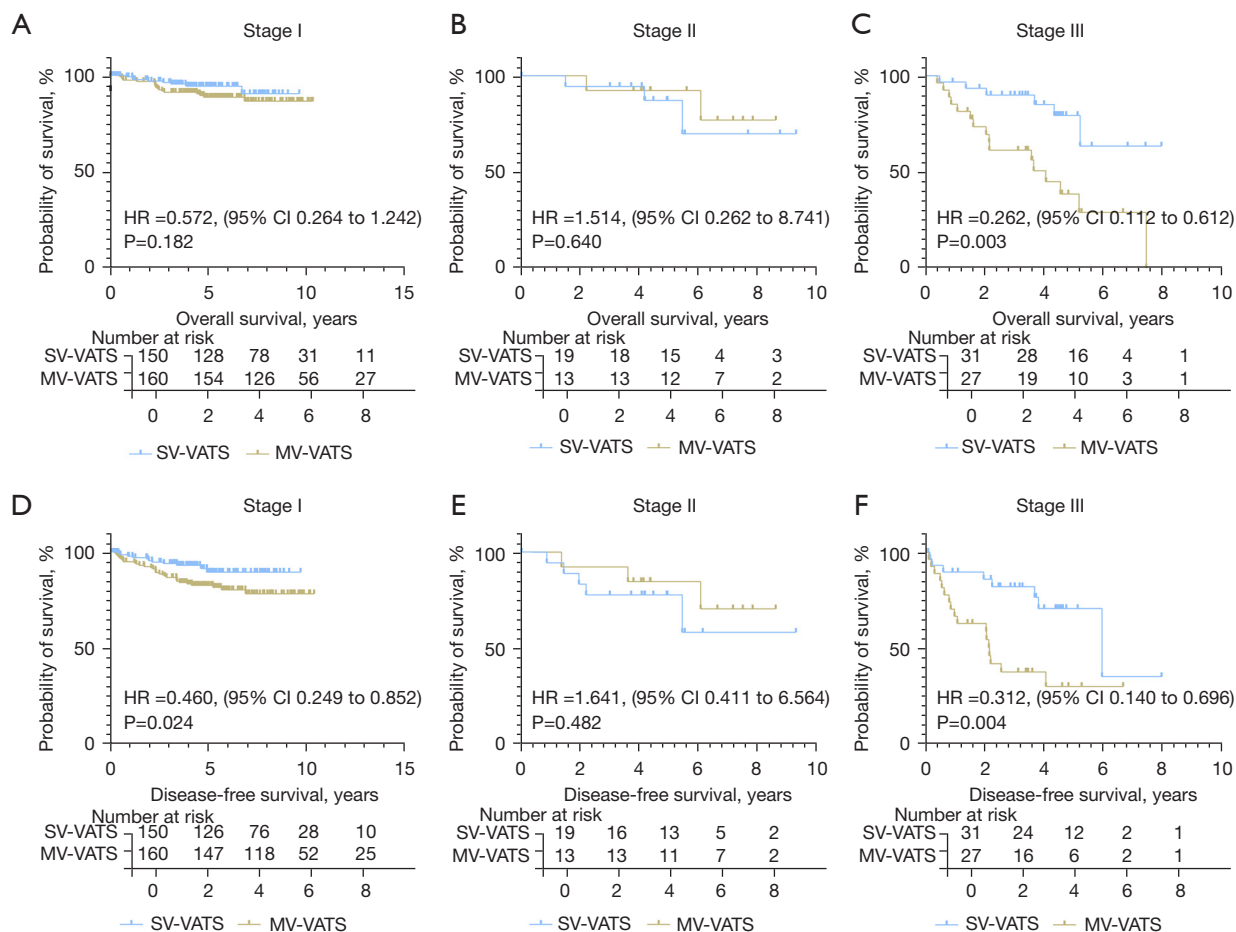 A
Stage I
Probability of survival, %
100
50
0
HR =0.572, (95% CI 0.264 to 1.242)
P=0.182
0 5 10 15
Overall survival, years
Number at risk
SV-VATS 150 128 78 31 11
MV-VATS 160 154 126 56 27
0 2 4 6 8
SV-VATS MV-VATS
B
Stage II
Probability of survival, %
100
50
0
HR =1.514, (95% CI 0.262 to 8.741)
P=0.640
0 2 4 6 8 10
Overall survival, years
Number at risk
SV-VATS 19 18 15 4 3
MV-VATS 13 13 12 7 2
0 2 4 6 8
SV-VATS MV-VATS
C
Stage III
Probability of survival, %
100
50
0
HR =0.262, (95% CI 0.112 to 0.612)
P=0.003
0 2 4 6 8 10
Overall survival, years
Number at risk
SV-VATS 31 28 16 4 1
MV-VATS 27 19 10 3 1
0 2 4 6 8
SV-VATS MV-VATS
D
Stage I
Probability of survival, %
100
50
0
HR =0.460, (95% CI 0.249 to 0.852)
P=0.024
0 5 10 15
Disease-free survival, years
Number at risk
SV-VATS 150 126 76 28 10
MV-VATS 160 147 118 52 25
0 2 4 6 8
SV-VATS MV-VATS
E
Stage II
Probability of survival, %
100
50
0
HR =1.641, (95% CI 0.411 to 6.564)
P=0.482
0 2 4 6 8 10
Disease-free survival, years
Number at risk
SV-VATS 19 16 13 5 2
MV-VATS 13 13 11 7 2
0 2 4 6 8
SV-VATS MV-VATS
F
Stage III
Probability of survival, %
100
50
0
HR =0.312, (95% CI 0.140 to 0.696)
P=0.004
0 2 4 6 8 10
Disease-free survival, years
Number at risk
SV-VATS 31 24 12 2 1
MV-VATS 27 16 6 2 1
0 2 4 6 8
SV-VATS MV-VATS